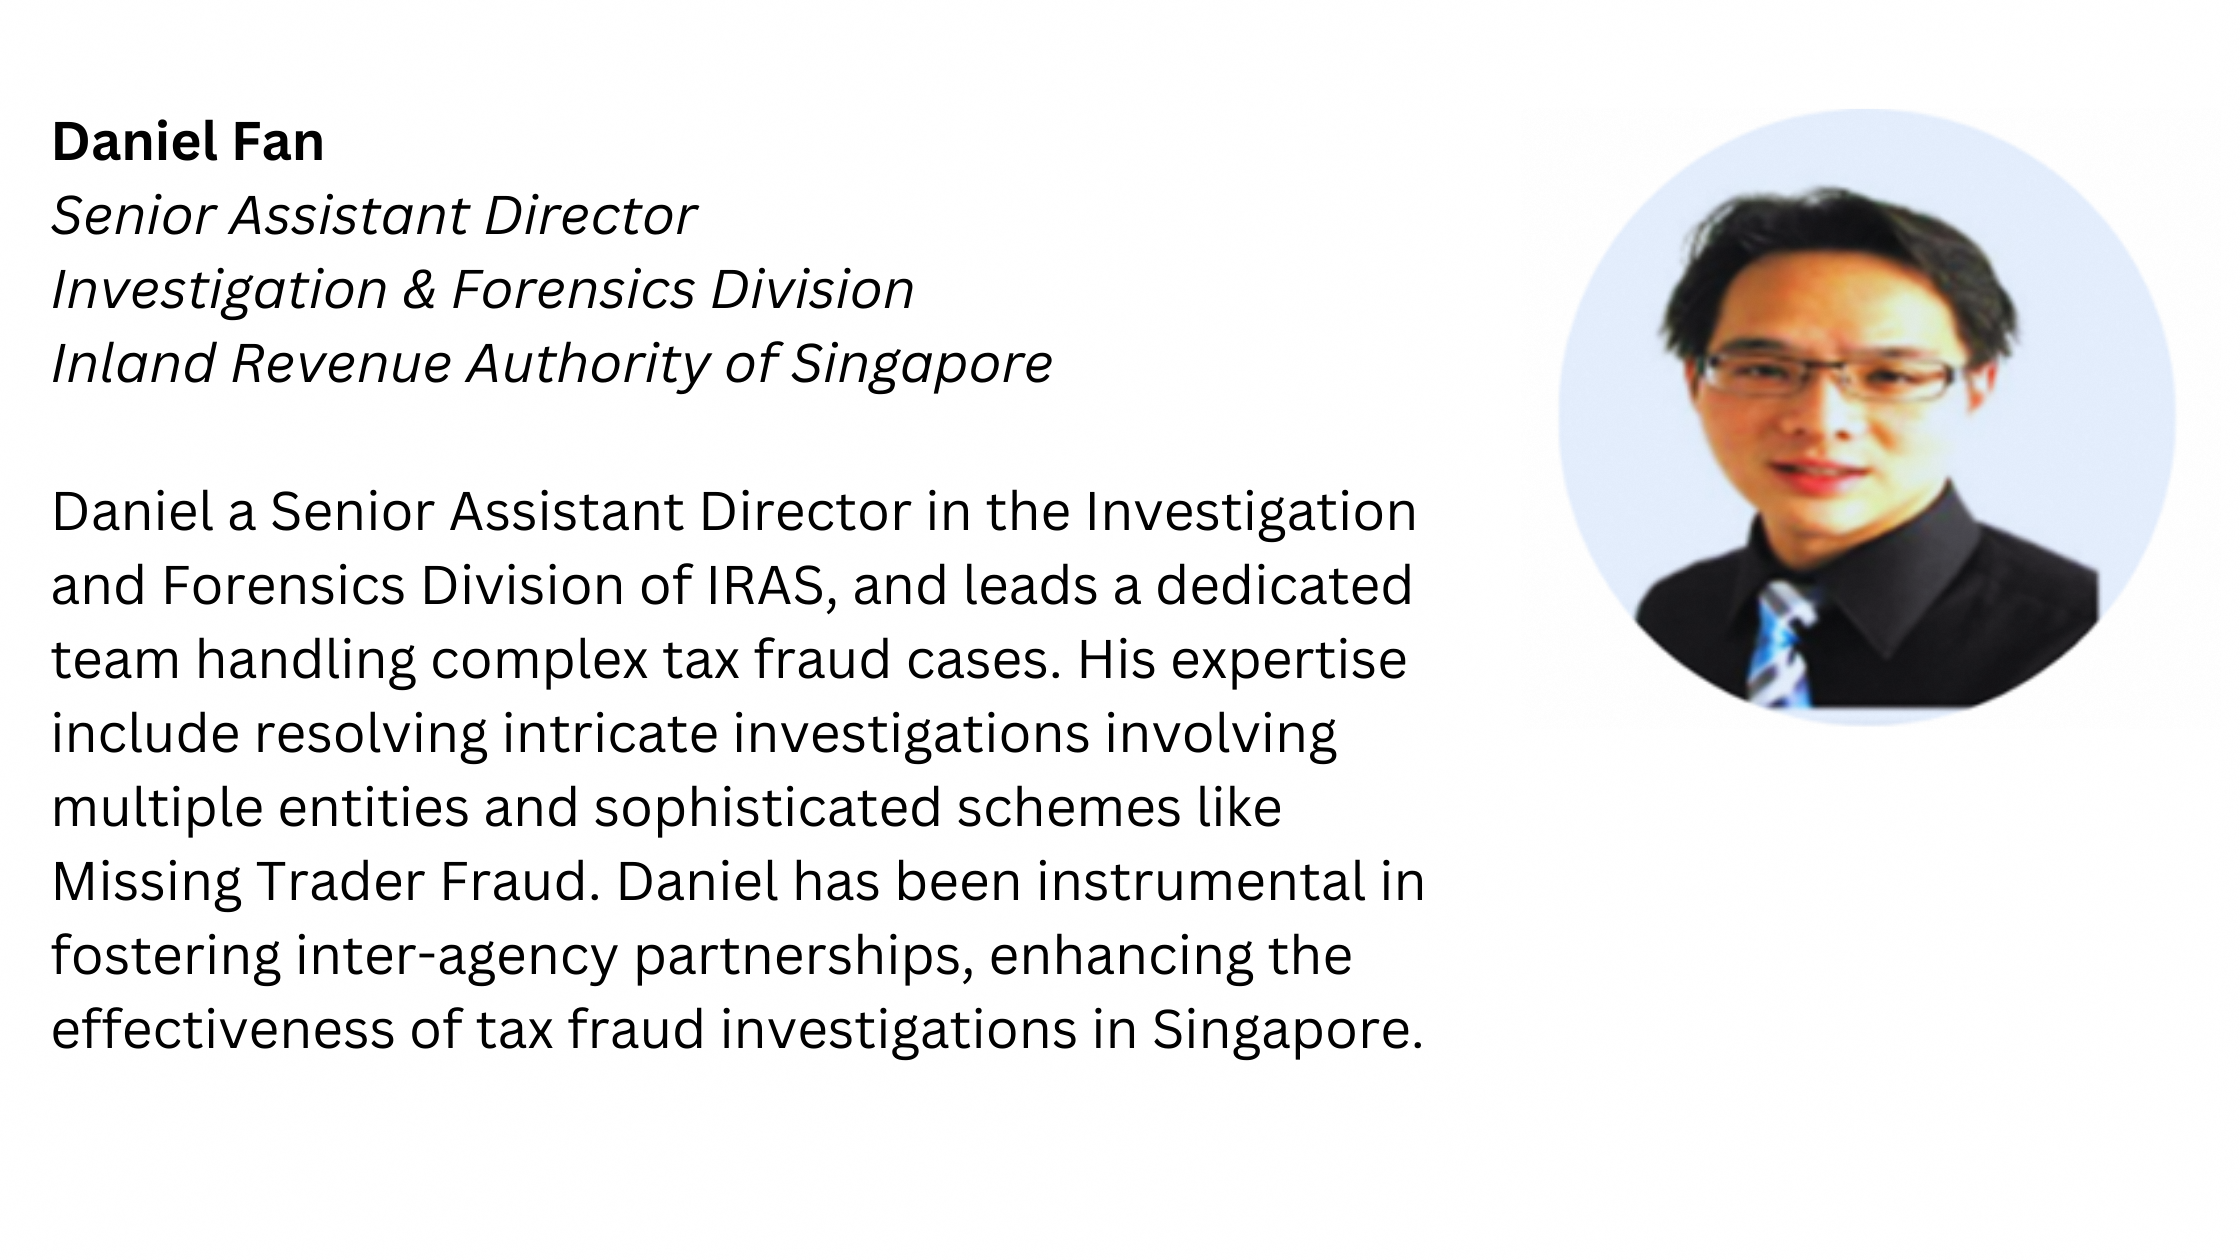 Daniel Fan
Senior Assistant Director
Investigation & Forensics Division
Inland Revenue Authority of Singapore
Daniel a Senior Assistant Director in the Investigation
and Forensics Division of IRAS, and leads a dedicated
team handling complex tax fraud cases. His expertise
include resolving intricate investigations involving
multiple entities and sophisticated schemes like
Missing Trader Fraud. Daniel has been instrumental in
fostering inter-agency partnerships, enhancing the
effectiveness of tax fraud investigations in Singapore.